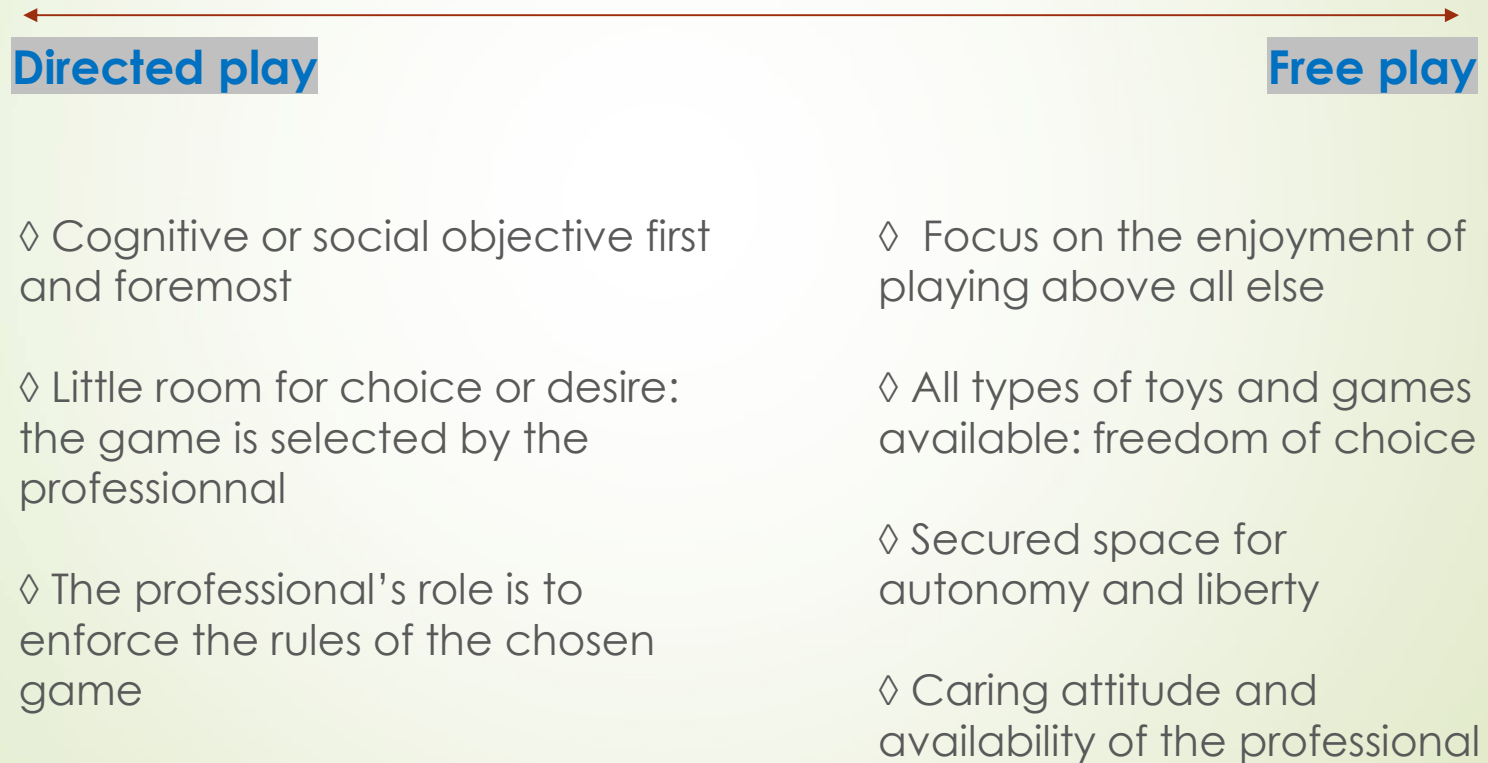 Directed play
Free play
◊ Cognitive or social objective first
and foremost
◊ Little room for choice or desire:
the game is selected by the
professionnal
◊ The professional’s role is to
enforce the rules of the chosen
game
◊ Focus on the enjoyment of
playing above all else
◊ All types of toys and games
available: freedom of choice
◊ Secured space for
autonomy and liberty
◊ Caring attitude and
availability of the professional